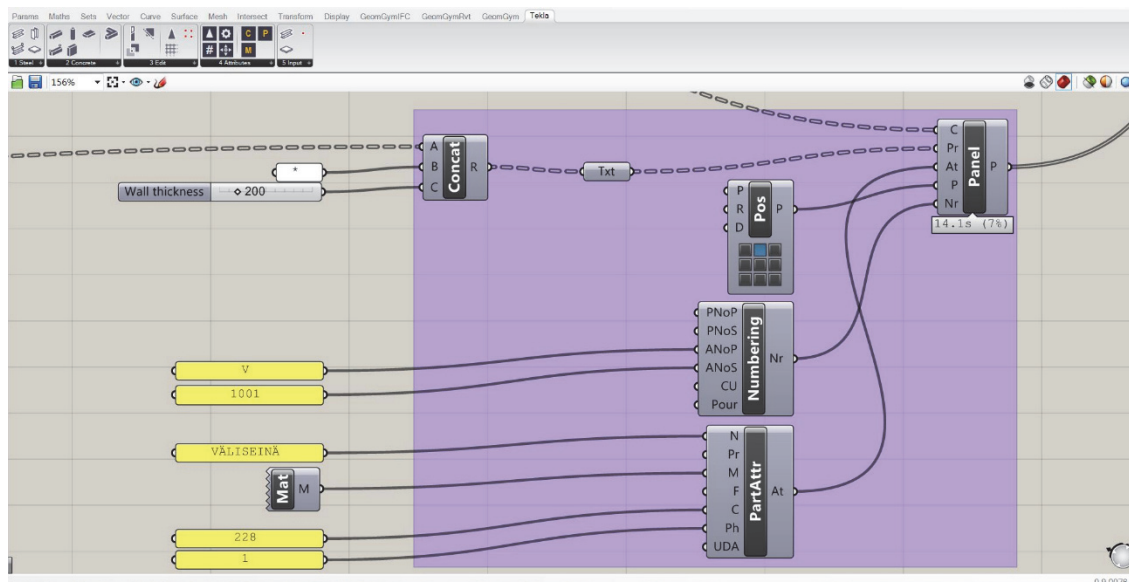 Params Maths Sets Vector Curve Surface Mesh Intersect Transform Display GeomGymIFC GeomGymRvt GeomGym Tekla
1 Steel + 2 Concrete + 3 Edit + 4 Attributes + 5 Input +
C P
# M
156%
A
B
C
Concat
R
*
Wall thickness 200
Txt
C
Pr
At
P
Nr
Panel
P
14.1s (7%)
P
R
D
Pos
P
PNoP
PNoS
ANoP
ANoS
CU
Pour
Numbering
Nr
V
1001
VÄLISEINÄ
Mat
M
228
1
N
Pr
M
F
C
Ph
UDA
PartAttr
At